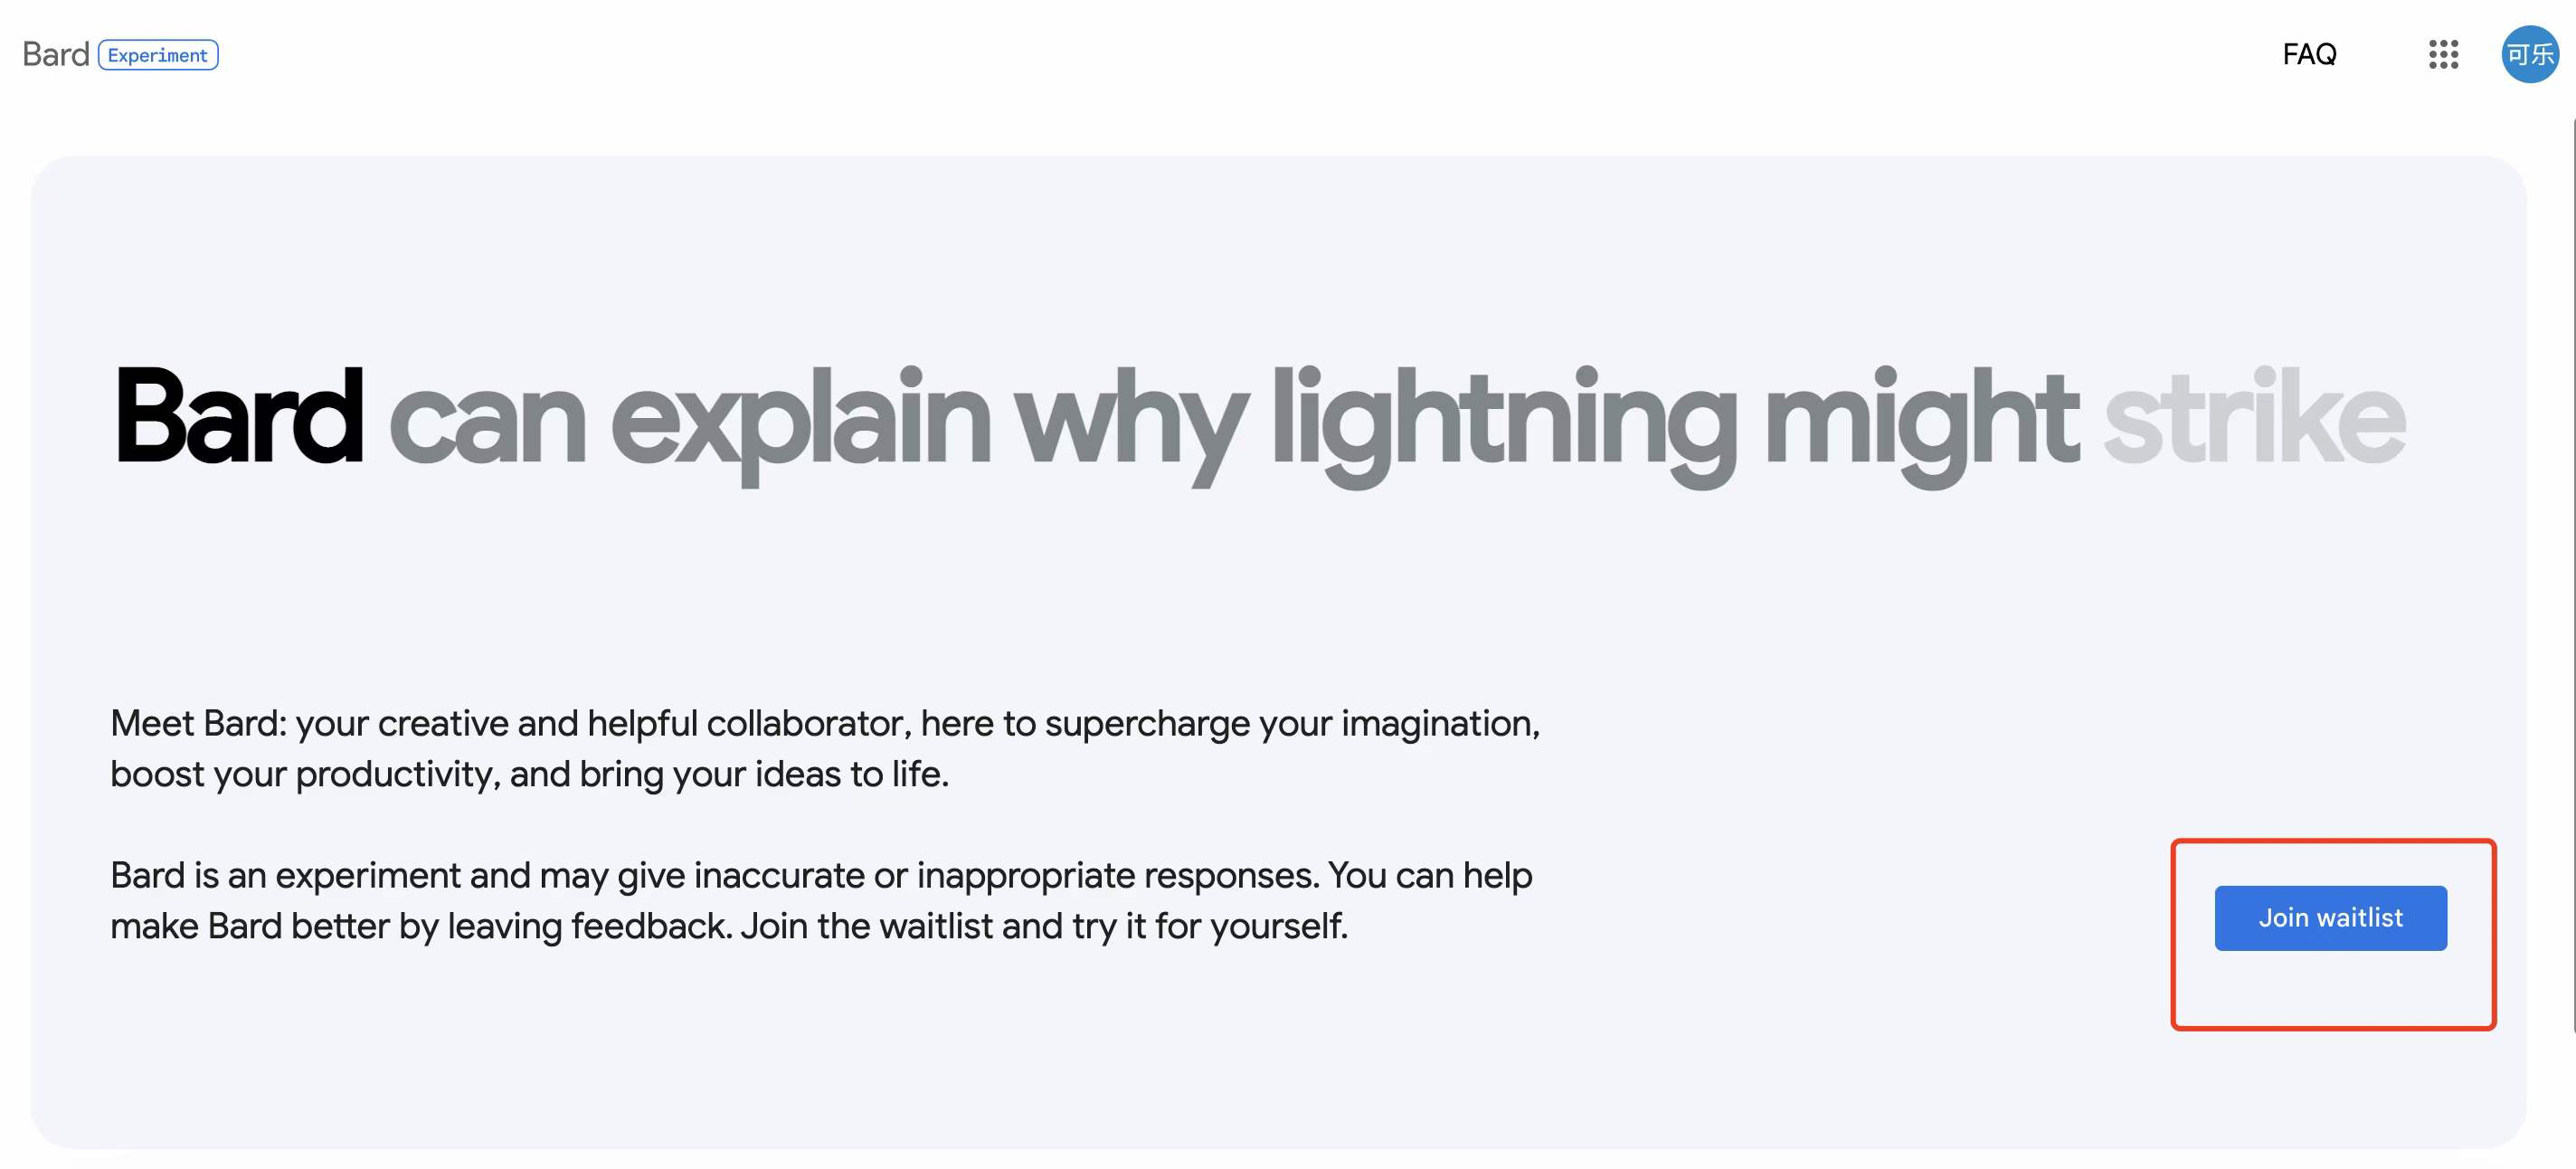 Bard Experiment FAQ 可乐
Bard can explain why lightning might strike
Meet Bard: your creative and helpful collaborator, here to supercharge your imagination,
boost your productivity, and bring your ideas to life.
Bard is an experiment and may give inaccurate or inappropriate responses. You can help
make Bard better by leaving feedback. Join the waitlist and try it for yourself.
Join waitlist